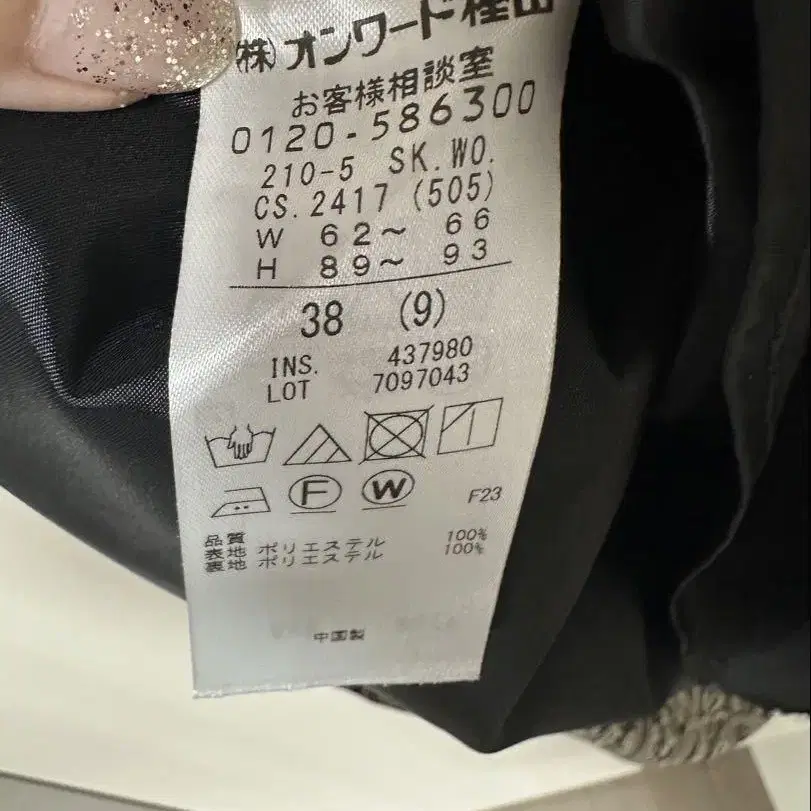 (株)オンワード樫山
お客様相談室
0120-586300
210-5 SK.WO.
CS.2417 (505)
W 62～ 66
H 89～ 93
38 (9)
INS. 437980
LOT 7097043
F W F23
品質
表地 ポリエステル 100%
裏地 ポリエステル 100%
中国製